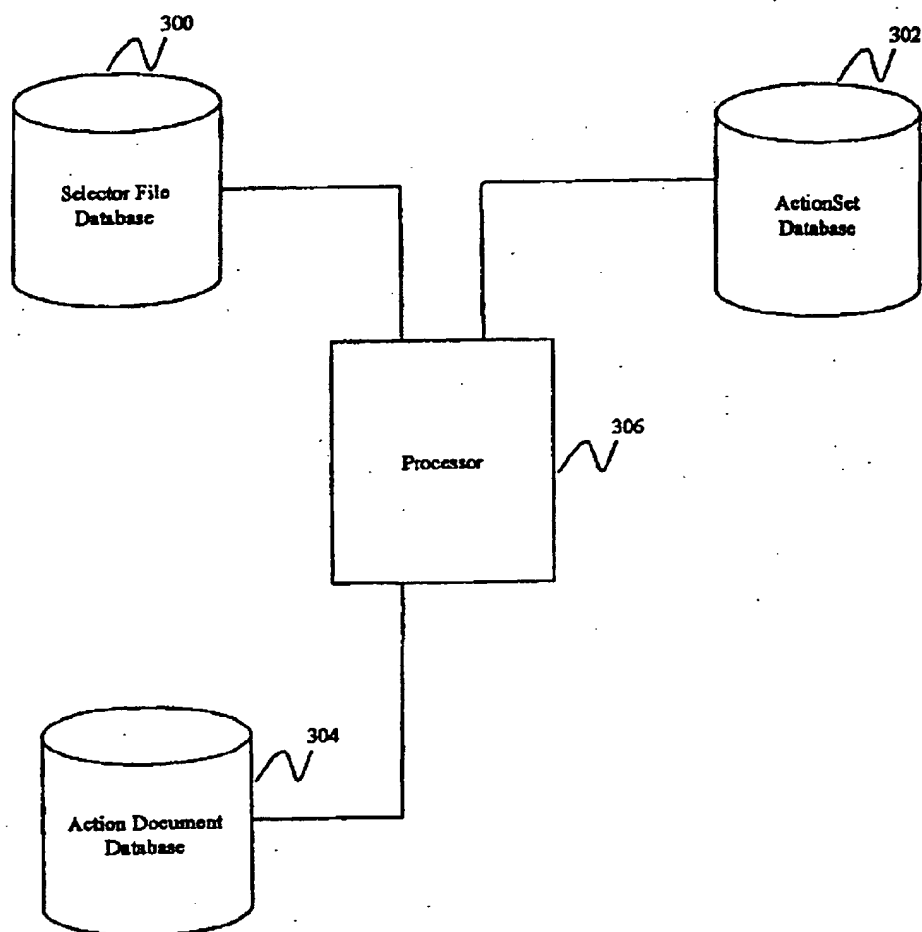 300
302
Selector File
Database
ActionSet
Database
306
Processor
304
Action Document
Database